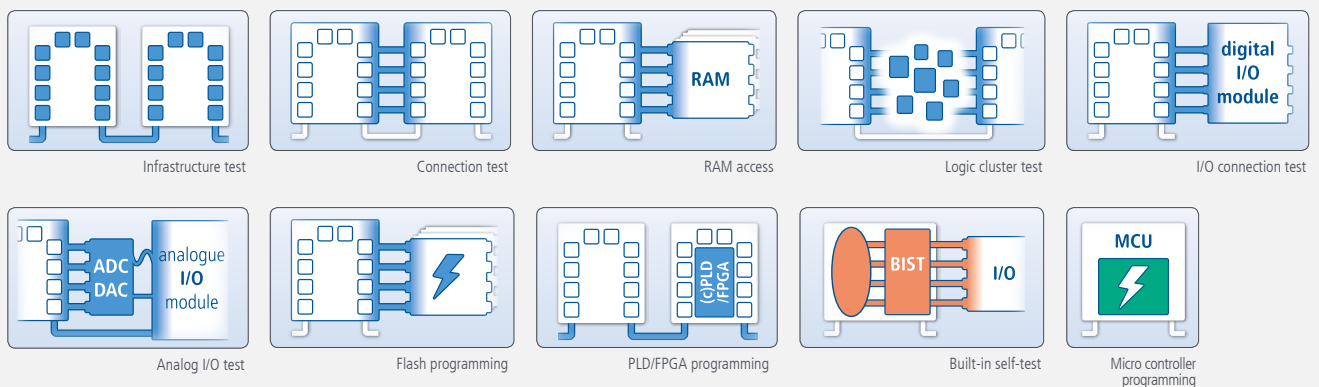 RAM
digital
I/O
module
Infrastructure test
Connection test
RAM access
Logic cluster test
I/O connection test
ADC
DAC
analogue
I/O
module
(c)PLD
/FPGA
BIST
I/O
MCU
Analog I/O test
Flash programming
PLD/FPGA programming
Built-in self-test
Micro controller
programming